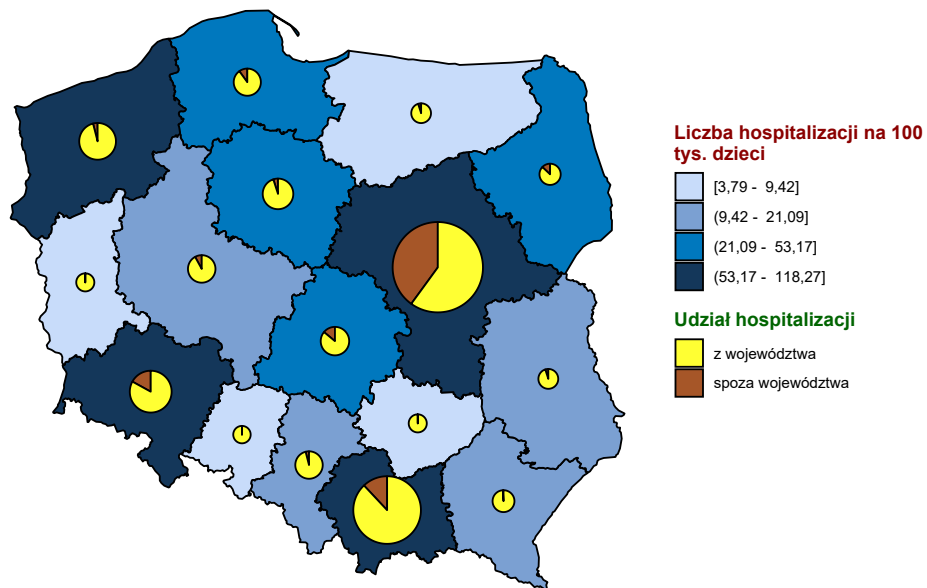 Liczba hospitalizacji na 100
tys. dzieci
[3,79 - 9,42]
(9,42 - 21,09]
(21,09 - 53,17]
(53,17 - 118,27]
Udział hospitalizacji
z województwa
spoza województwa